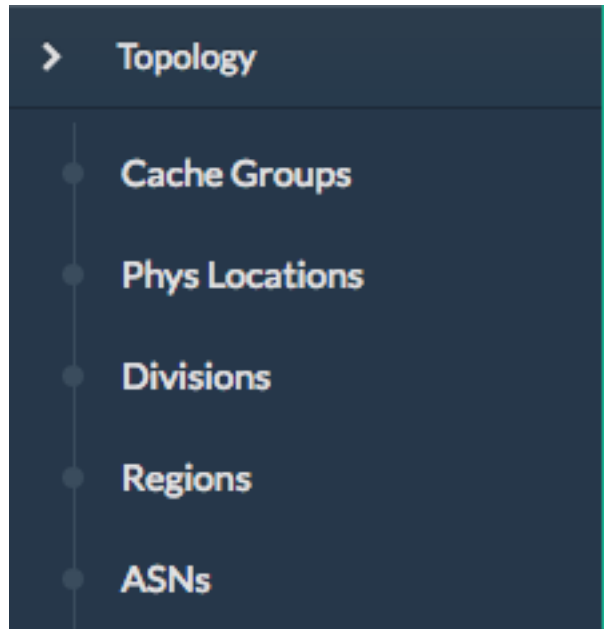 Topology
Cache Groups
Phys Locations
Divisions
Regions
ASNs